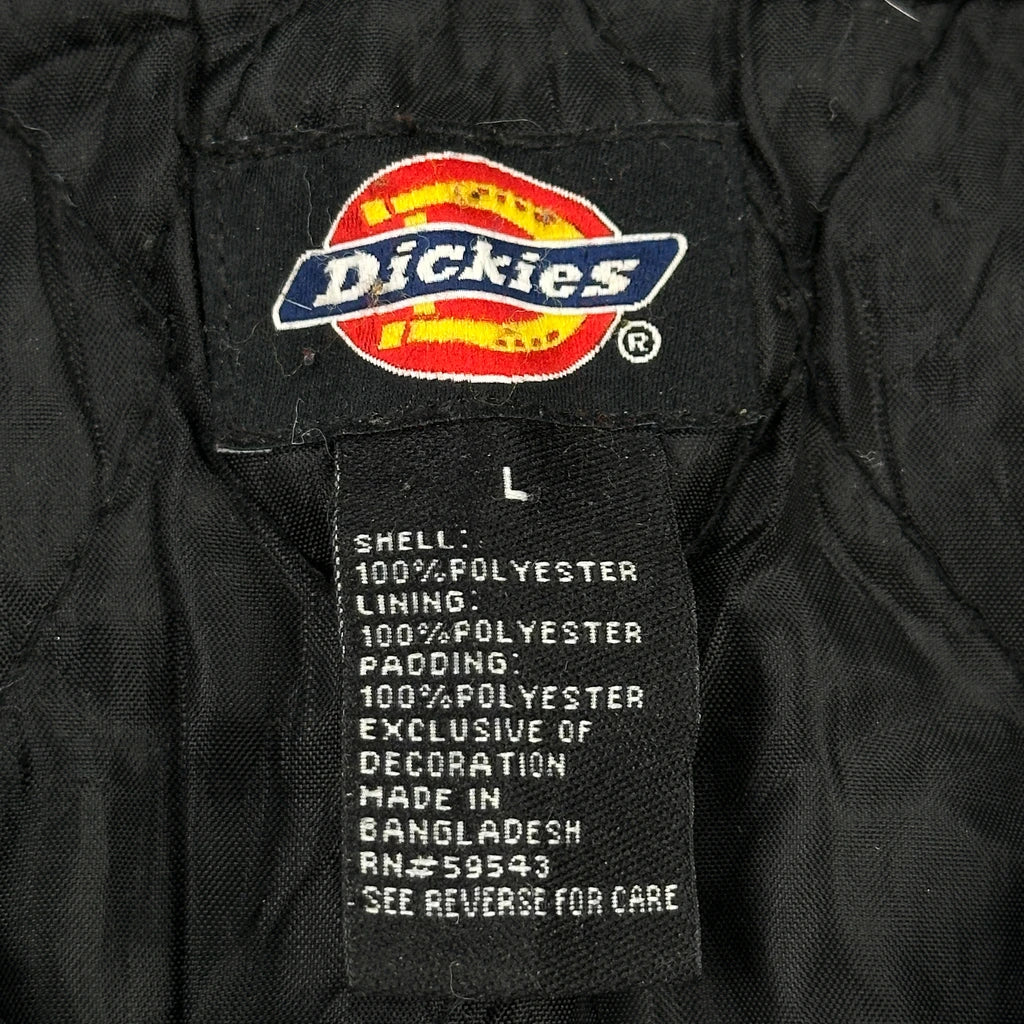 Dickies
®
L
SHELL:
100%POLYESTER
LINING:
100%POLYESTER
PADDING:
100%POLYESTER
EXCLUSIVE OF
DECORATION
MADE IN
BANGLADESH
RN#59543
SEE REVERSE FOR CARE